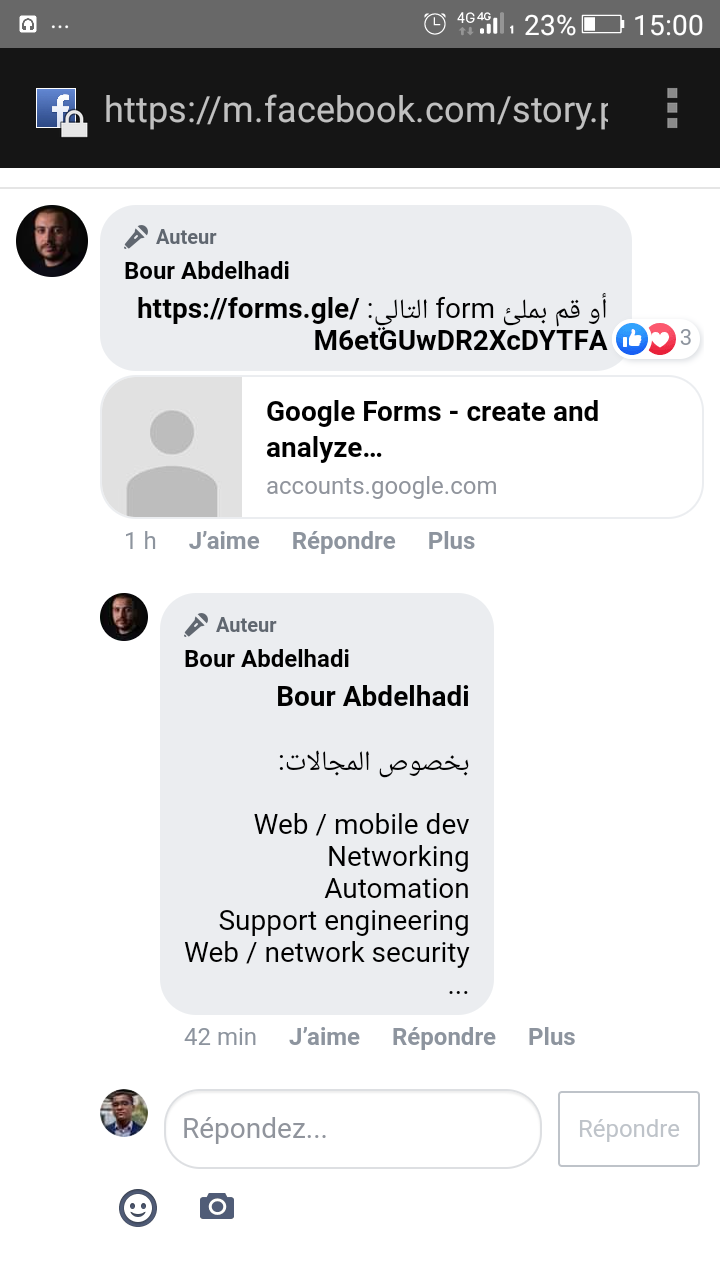 ... 4G 4G 23% 15:00
https://m.facebook.com/story.p
Auteur
Bour Abdelhadi
أو قم بملئ form التالي: https://forms.gle/
M6etGUwDR2XcDYTFA
3
Google Forms - create and
analyze...
accounts.google.com
1 h J'aime Répondre Plus
Auteur
Bour Abdelhadi
Bour Abdelhadi
بخصوص المجالات:
Web / mobile dev
Networking
Automation
Support engineering
Web / network security
...
42 min J'aime Répondre Plus
Répondez... Répondre